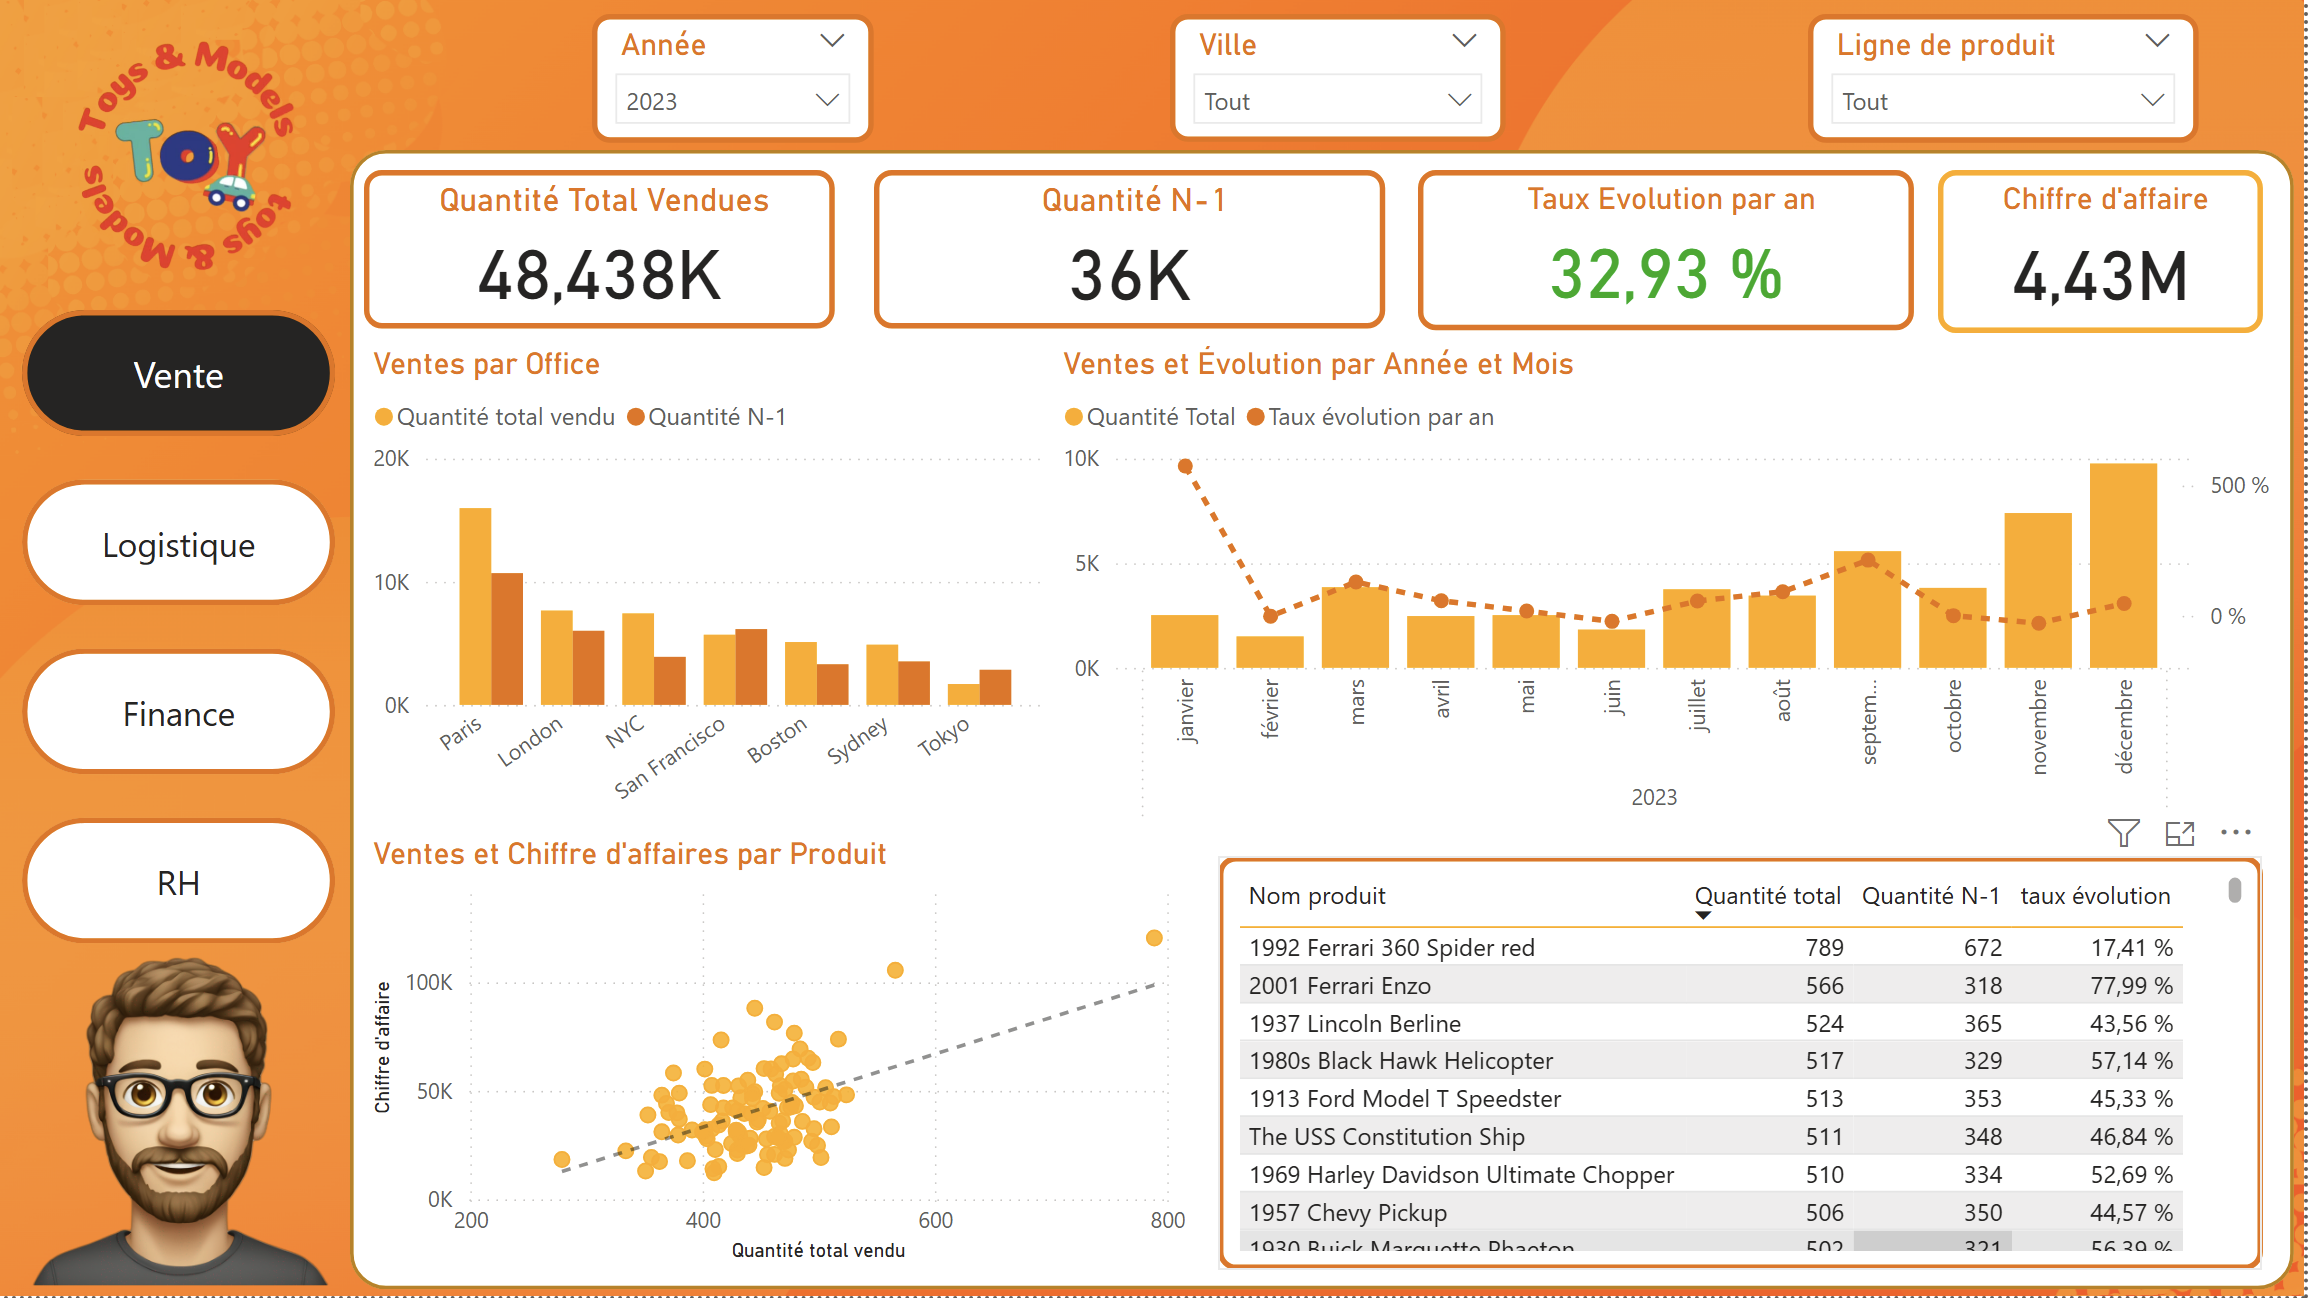 Toys & Models
TOY
toys & Models
Année
2023
Ville
Tout
Ligne de produit
Tout
Quantité Total Vendues
48,438K
Quantité N-1
36K
Taux Evolution par an
32,93 %
Chiffre d'affaire
4,43M
Vente
Logistique
Finance
RH
Ventes par Office
Quantité total vendu Quantité N-1
20K
10K
0K
Paris
London
NYC
San Francisco
Boston
Sydney
Tokyo
Ventes et Évolution par Année et Mois
Quantité Total Taux évolution par an
10K
5K
0K
500 %
0 %
janvier
février
mars
avril
mai
juin
juillet
août
septem...
octobre
novembre
décembre
2023
Ventes et Chiffre d'affaires par Produit
Chiffre d'affaire
100K
50K
0K
200 400 600 800
Quantité total vendu
Nom produit Quantité total Quantité N-1 taux évolution
1992 Ferrari 360 Spider red 789 672 17,41 %
2001 Ferrari Enzo 566 318 77,99 %
1937 Lincoln Berline 524 365 43,56 %
1980s Black Hawk Helicopter 517 329 57,14 %
1913 Ford Model T Speedster 513 353 45,33 %
The USS Constitution Ship 511 348 46,84 %
1969 Harley Davidson Ultimate Chopper 510 334 52,69 %
1957 Chevy Pickup 506 350 44,57 %
1930 Buick Marquette Phaeton 502 321 56,39 %